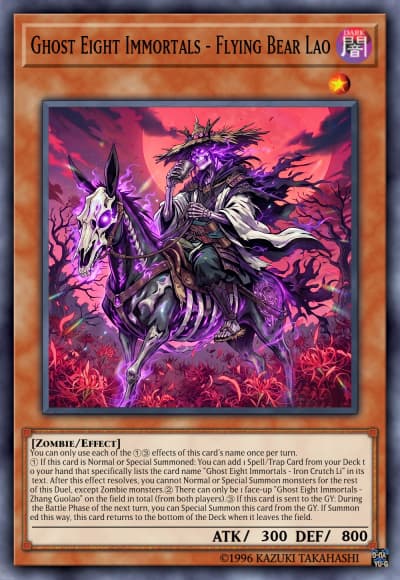 Ghost Eight Immortals - Flying Bear Lao
DARK
闇
[Zombie/Effect]
You can only use each of the ①③ effects of this card's name once per turn.
① If this card is Normal or Special Summoned: You can add 1 Spell/Trap Card from your Deck t
o your hand that specifically lists the card name "Ghost Eight Immortals - Iron Crutch Li" in its
text. After this effect resolves, you cannot Normal or Special Summon monsters for the rest
of this Duel, except Zombie monsters.② There can only be 1 face-up "Ghost Eight Immortals -
Zhang Guolao" on the field in total (from both players).③ If this card is sent to the GY: During
the Battle Phase of the next turn, you can Special Summon this card from the GY. If Summon
ed this way, this card returns to the bottom of the Deck when it leaves the field.
ATK/ 300 DEF/ 800
©1996 KAZUKI TAKAHASHI